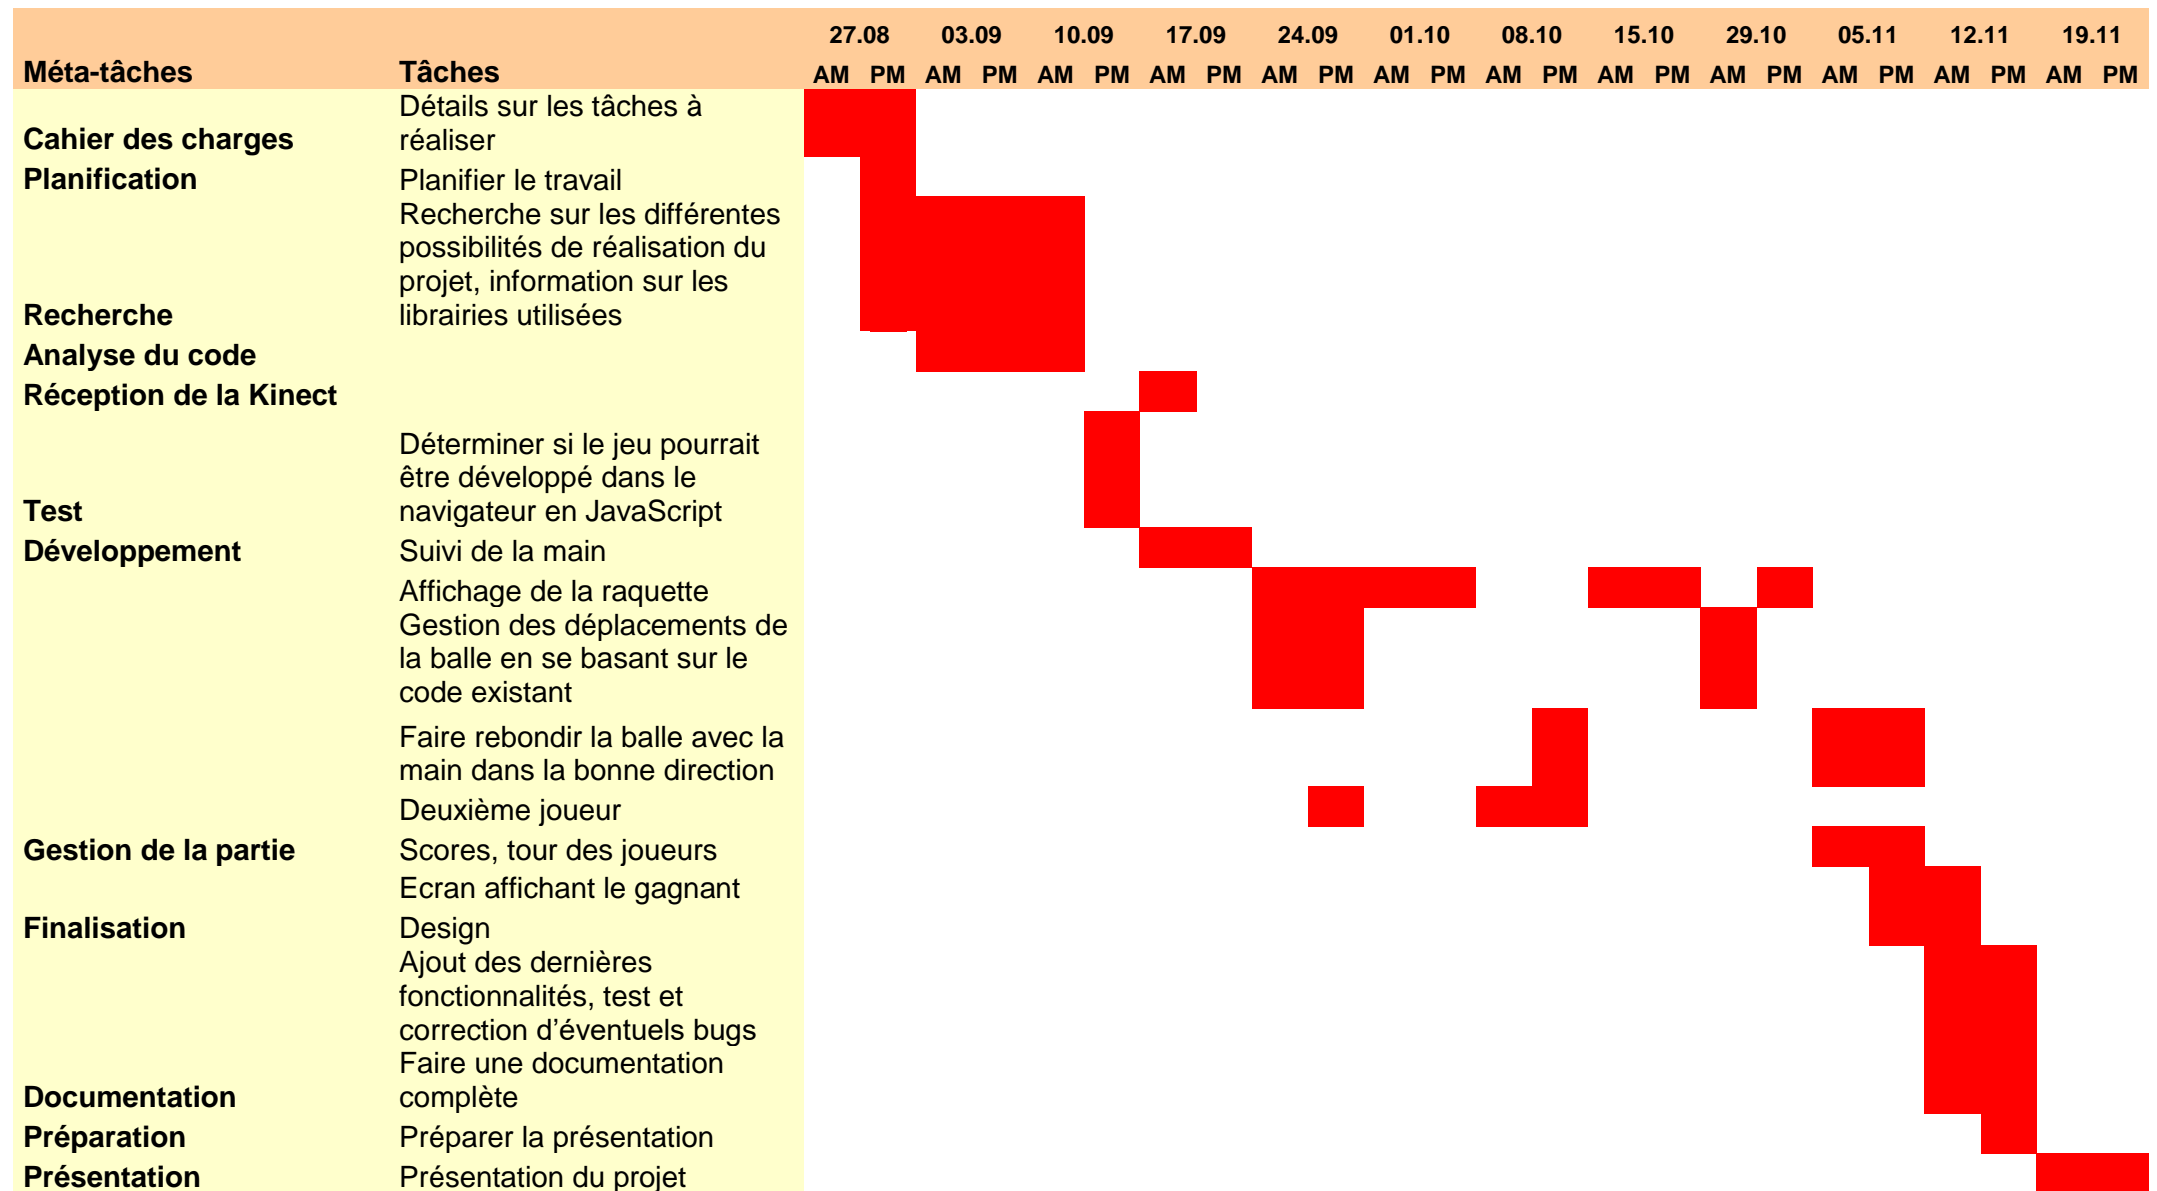 27.08 03.09 10.09 17.09 24.09 01.10 08.10 15.10 29.10 05.11 12.11 19.11
Méta-tâches Tâches AM PM AM PM AM PM AM PM AM PM AM PM AM PM AM PM AM PM AM PM AM PM AM PM
Détails sur les tâches à
Cahier des charges réaliser
Planification Planifier le travail
Recherche sur les différentes
possibilités de réalisation du
projet, information sur les
Recherche librairies utilisées
Analyse du code
Réception de la Kinect
Déterminer si le jeu pourrait
être développé dans le
Test navigateur en JavaScript
Développement Suivi de la main
Affichage de la raquette
Gestion des déplacements de
la balle en se basant sur le
code existant
Faire rebondir la balle avec la
main dans la bonne direction
Deuxième joueur
Gestion de la partie Scores, tour des joueurs
Ecran affichant le gagnant
Finalisation Design
Ajout des dernières
fonctionnalités, test et
correction d’éventuels bugs
Faire une documentation
Documentation complète
Préparation Préparer la présentation
Présentation Présentation du projet